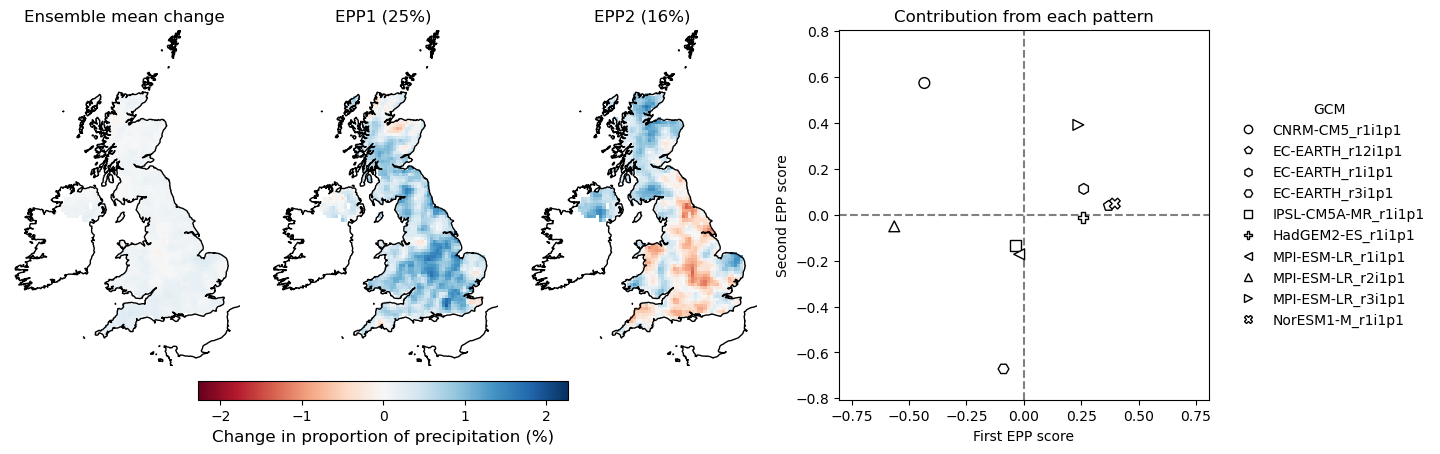 Ensemble mean change
EPP1 (25%)
EPP2 (16%)
−2 −1 0 1 2
Change in proportion of precipitation (%)
Contribution from each pattern
Second EPP score
0.8
0.6
0.4
0.2
0.0
−0.2
−0.4
−0.6
−0.8
−0.75 −0.50 −0.25 0.00 0.25 0.50 0.75
First EPP score
GCM
CNRM-CM5_r1i1p1
EC-EARTH_r12i1p1
EC-EARTH_r1i1p1
EC-EARTH_r3i1p1
IPSL-CM5A-MR_r1i1p1
HadGEM2-ES_r1i1p1
MPI-ESM-LR_r1i1p1
MPI-ESM-LR_r2i1p1
MPI-ESM-LR_r3i1p1
NorESM1-M_r1i1p1